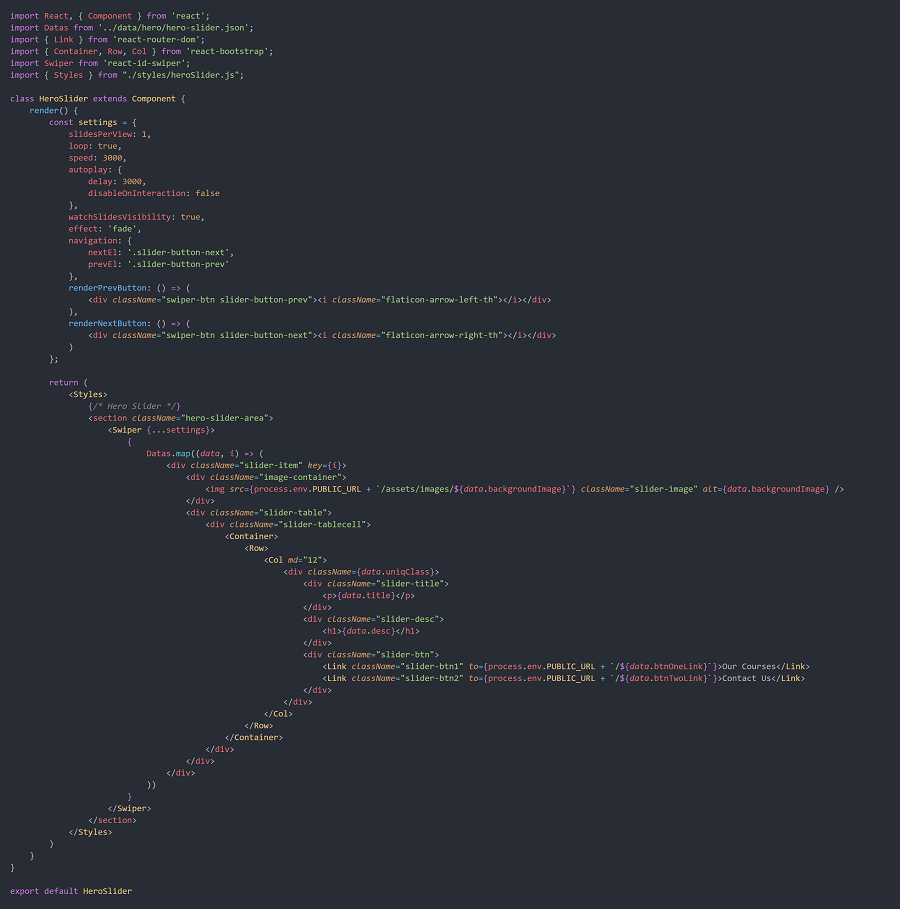 import React, { Component } from 'react';
import Datas from '../data/hero/hero-slider.json';
import { Link } from 'react-router-dom';
import { Container, Row, Col } from 'react-bootstrap';
import Swiper from 'react-id-swiper';
import { Styles } from "./styles/heroSlider.js";

class HeroSlider extends Component {
    render() {
        const settings = {
            slidesPerView: 1,
            loop: true,
            speed: 3000,
            autoplay: {
                delay: 3000,
                disableOnInteraction: false
            },
            watchSlidesVisibility: true,
            effect: 'fade',
            navigation: {
                nextEl: '.slider-button-next',
                prevEl: '.slider-button-prev'
            },
            renderPrevButton: () => (
                <div className="swiper-btn slider-button-prev"><i className="flaticon-arrow-left-th"></i></div>
            ),
            renderNextButton: () => (
                <div className="swiper-btn slider-button-next"><i className="flaticon-arrow-right-th"></i></div>
            )
        };

        return (
            <Styles>
                {/* Hero Slider */}
                <section className="hero-slider-area">
                    <Swiper {...settings}>
                        {
                            Datas.map((data, i) => (
                                <div className="slider-item" key={i}>
                                    <div className="image-container">
                                        <img src={process.env.PUBLIC_URL + `/assets/images/${data.backgroundImage}`} className="slider-image" alt={data.backgroundImage} />
                                    </div>
                                    <div className="slider-table">
                                        <div className="slider-tablecell">
                                            <Container>
                                                <Row>
                                                    <Col md="12">
                                                        <div className={data.uniqClass}>
                                                            <div className="slider-title">
                                                                <p>{data.title}</p>
                                                            </div>
                                                            <div className="slider-desc">
                                                                <h1>{data.desc}</h1>
                                                            </div>
                                                            <div className="slider-btn">
                                                                <Link className="slider-btn1" to={process.env.PUBLIC_URL + `/${data.btnOneLink}`}>Our Courses</Link>
                                                                <Link className="slider-btn2" to={process.env.PUBLIC_URL + `/${data.btnTwoLink}`}>Contact Us</Link>
                                                            </div>
                                                        </div>
                                                    </Col>
                                                </Row>
                                            </Container>
                                        </div>
                                    </div>
                                </div>
                            ))
                        }
                    </Swiper>
                </section>
            </Styles>
        )
    }
}

export default HeroSlider